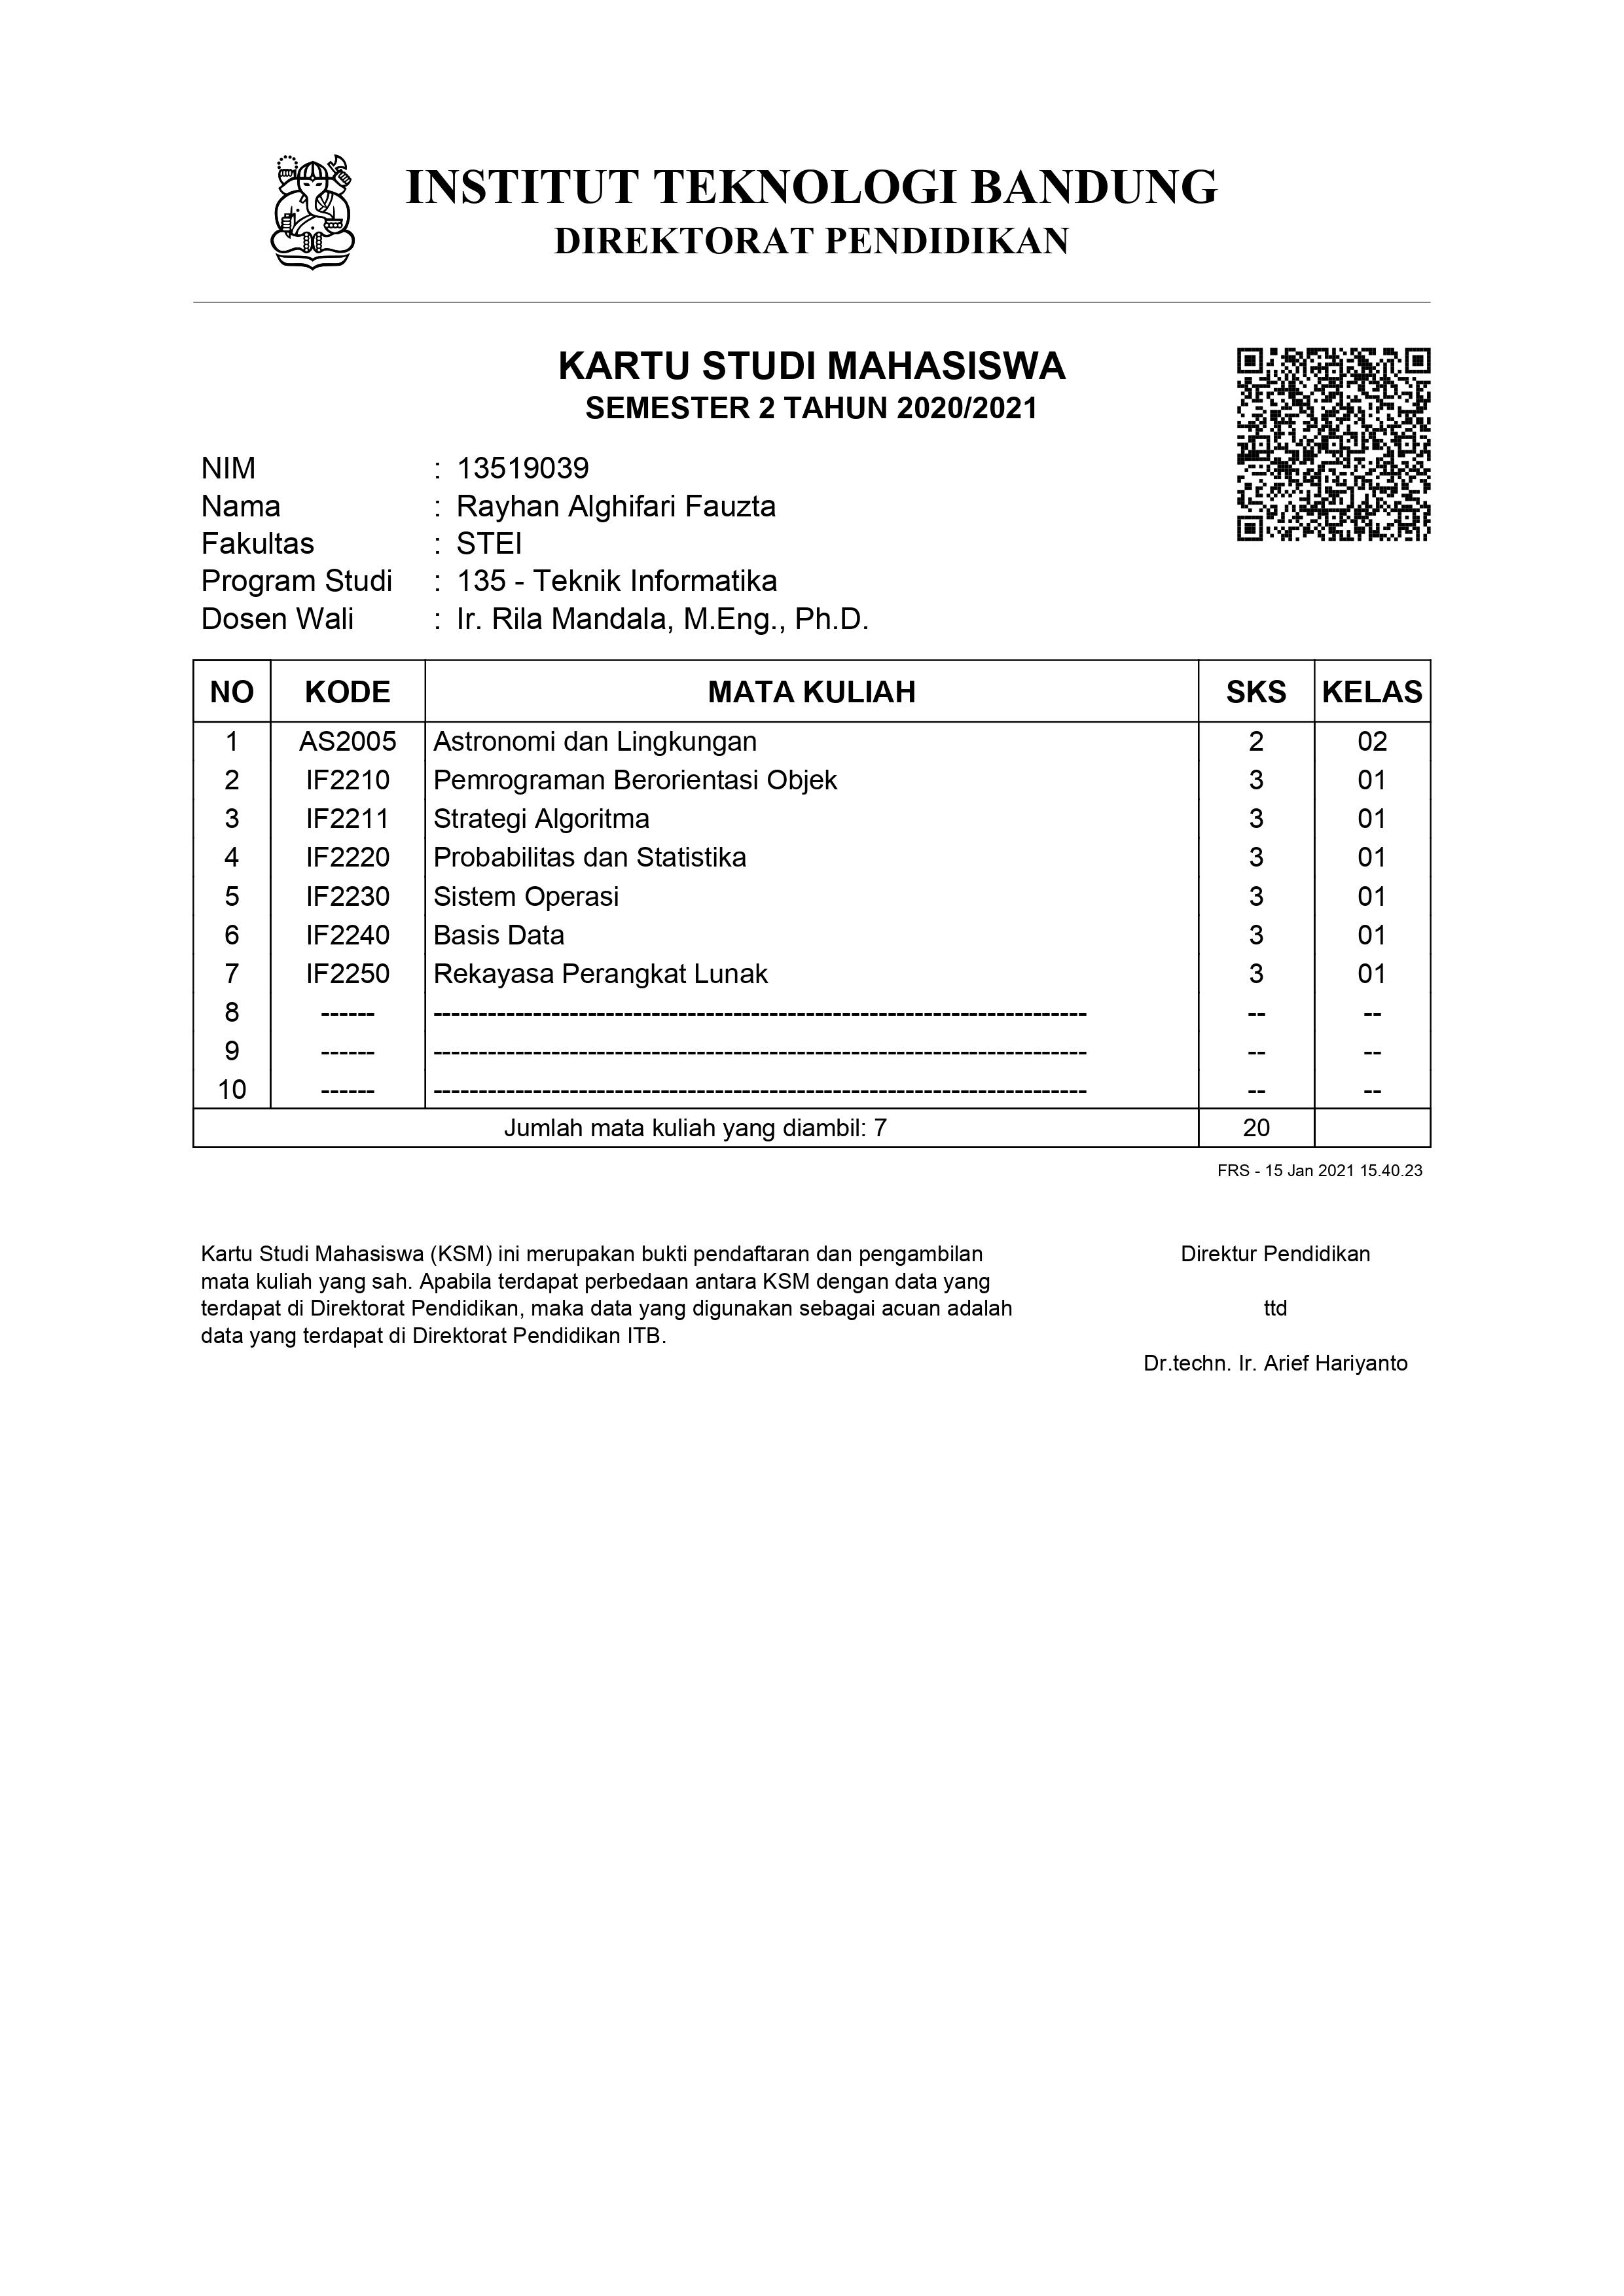 INSTITUT TEKNOLOGI BANDUNG
DIREKTORAT PENDIDIKAN
KARTU STUDI MAHASISWA
SEMESTER 2 TAHUN 2020/2021
NIM : 13519039
Nama : Rayhan Alghifari Fauzta
Fakultas : STEI
Program Studi : 135 - Teknik Informatika
Dosen Wali : Ir. Rila Mandala, M.Eng., Ph.D.
NO KODE MATA KULIAH SKS KELAS
1 AS2005 Astronomi dan Lingkungan 2 02
2 IF2210 Pemrograman Berorientasi Objek 3 01
3 IF2211 Strategi Algoritma 3 01
4 IF2220 Probabilitas dan Statistika 3 01
5 IF2230 Sistem Operasi 3 01
6 IF2240 Basis Data 3 01
7 IF2250 Rekayasa Perangkat Lunak 3 01
8 ------ ------------------------------------------------------------------------ -- --
9 ------ ------------------------------------------------------------------------ -- --
10 ------ ------------------------------------------------------------------------ -- --
Jumlah mata kuliah yang diambil: 7 20
FRS - 15 Jan 2021 15.40.23
Kartu Studi Mahasiswa (KSM) ini merupakan bukti pendaftaran dan pengambilan
mata kuliah yang sah. Apabila terdapat perbedaan antara KSM dengan data yang
terdapat di Direktorat Pendidikan, maka data yang digunakan sebagai acuan adalah
data yang terdapat di Direktorat Pendidikan ITB.
Direktur Pendidikan
ttd
Dr.techn. Ir. Arief Hariyanto